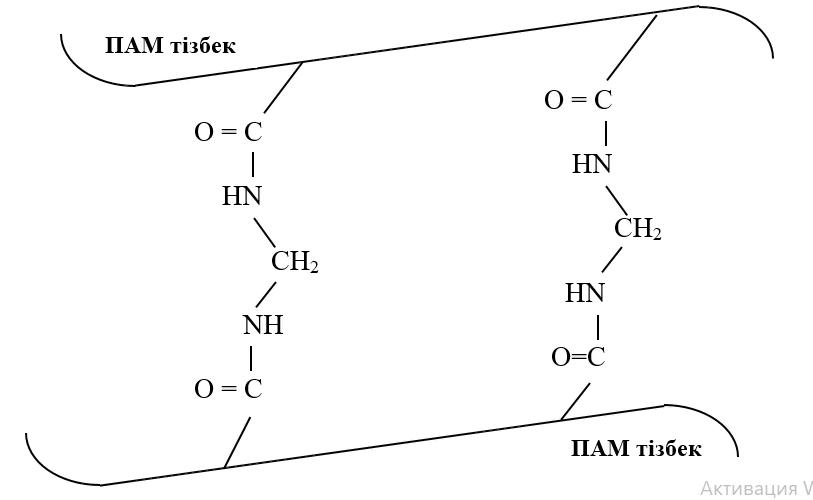 ПАМ тізбек
O = C
O = C
HN
HN
CH₂
CH₂
HN
NH
O=C
O = C
ПАМ тізбек
Активация W